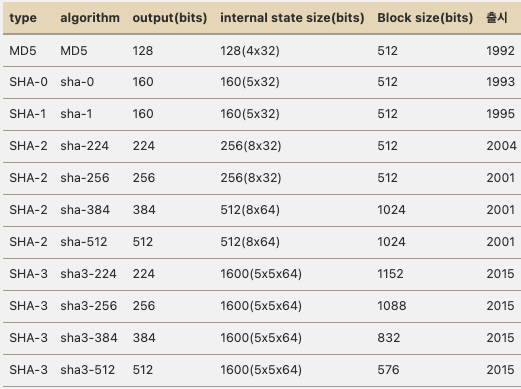 type algorithm output(bits) internal state size(bits) Block size(bits) 출시
MD5 MD5 128 128(4x32) 512 1992
SHA-0 sha-0 160 160(5x32) 512 1993
SHA-1 sha-1 160 160(5x32) 512 1995
SHA-2 sha-224 224 256(8x32) 512 2004
SHA-2 sha-256 256 256(8x32) 512 2001
SHA-2 sha-384 384 512(8x64) 1024 2001
SHA-2 sha-512 512 512(8x64) 1024 2001
SHA-3 sha3-224 224 1600(5x5x64) 1152 2015
SHA-3 sha3-256 256 1600(5x5x64) 1088 2015
SHA-3 sha3-384 384 1600(5x5x64) 832 2015
SHA-3 sha3-512 512 1600(5x5x64) 576 2015